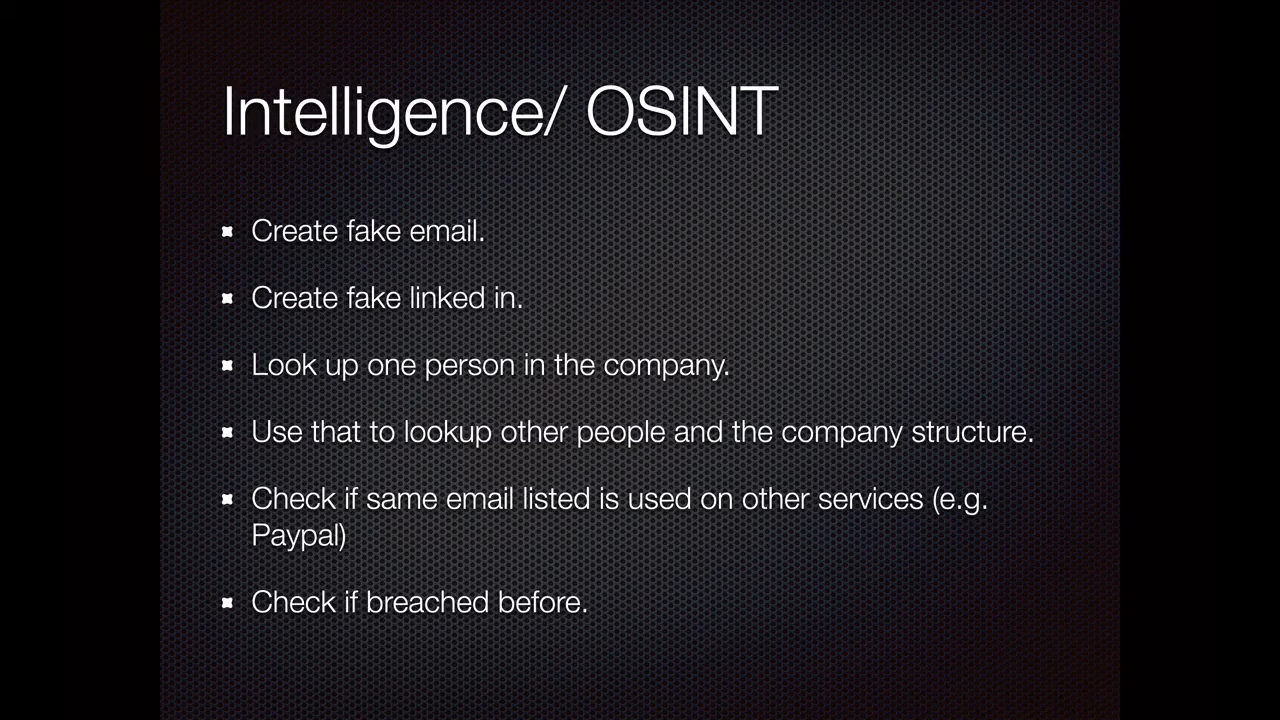 Intelligence/ OSINT
Create fake email.
Create fake linked in.
Look up one person in the company.
Use that to lookup other people and the company structure.
Check if same email listed is used on other services (e.g.
Paypal)
Check if breached before.